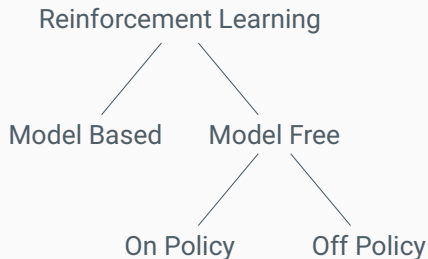 Reinforcement Learning
Model Based
Model Free
On Policy
Off Policy